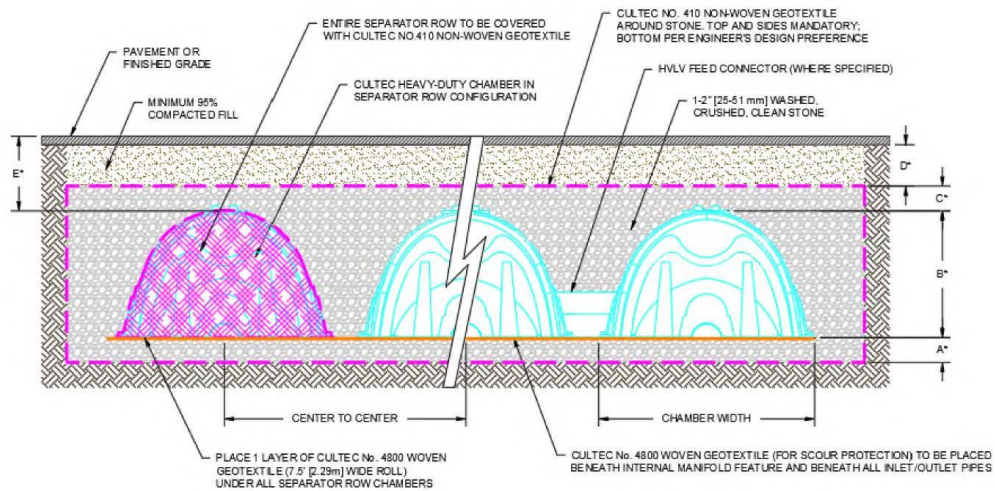 ENTIRE SEPARATOR ROW TO BE COVERED
WITH CULTEC NO.410 NON-WOVEN GEOTEXTILE
CULTEC NO. 410 NON-WOVEN GEOTEXTILE
AROUND STONE. TOP AND SIDES MANDATORY;
BOTTOM PER ENGINEER'S DESIGN PREFERENCE
PAVEMENT OR
FINISHED GRADE
CULTEC HEAVY-DUTY CHAMBER IN
SEPARATOR ROW CONFIGURATION
HVLV FEED CONNECTOR (WHERE SPECIFIED)
MINIMUM 95%
COMPACTED FILL
1-2" [25-51 mm] WASHED,
CRUSHED, CLEAN STONE
E*
D*
C*
B*
A*
CENTER TO CENTER
CHAMBER WIDTH
PLACE 1 LAYER OF CULTEC No. 4800 WOVEN
GEOTEXTILE (7.5' [2.29m] WIDE ROLL)
UNDER ALL SEPARATOR ROW CHAMBERS
CULTEC No. 4800 WOVEN GEOTEXTILE (FOR SCOUR PROTECTION) TO BE PLACED
BENEATH INTERNAL MANIFOLD FEATURE AND BENEATH ALL INLET/OUTLET PIPES